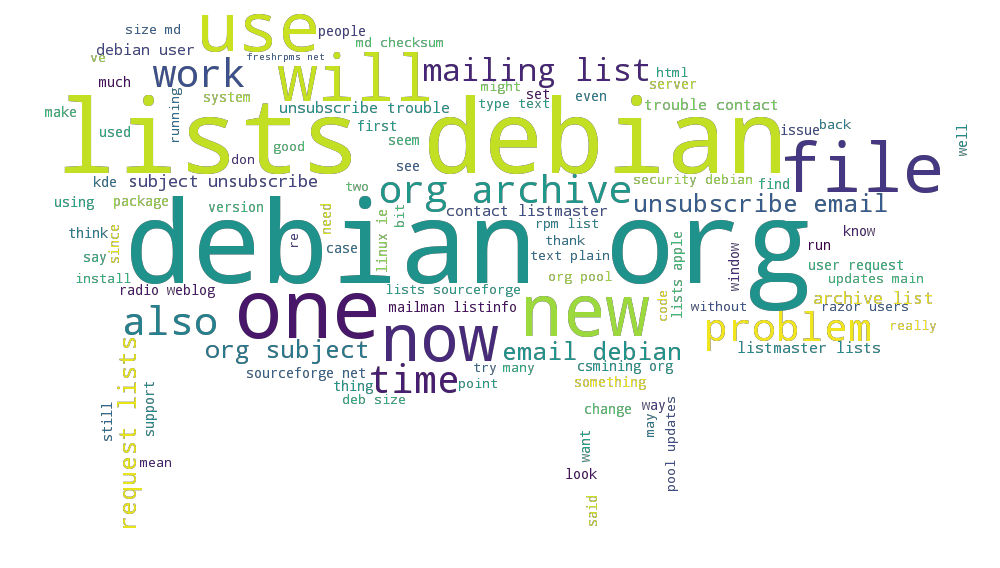 size md
use
people
debian user
freshrpms net
md checksum
ve
work
will
mailing list
html
much
system
might
set
even
server
make
running
unsubscribe trouble
type text
trouble contact
used
lists debian
first
issue
back
well
good
seem
don
see
file
kde
subject unsubscribe
two
org archive
security debian
find
using
package
version
need
bit
contact listmaster
unsubscribe email
think
since
debian org
re
case
linux ie
rpm list
thank
text plain
know
run
say
lists apple
window
user request
install
org pool
updates main
radio weblog
one
lists sourceforge
mailman listinfo
new
code
without
archive list
razor users
also
now
problem
really
org subject
email debian
listmaster lists
sourceforge net
time
try
many
csmining org
thing
point
something
deb size
request lists
still
support
change
way
may
pool updates
want
mean
look
said